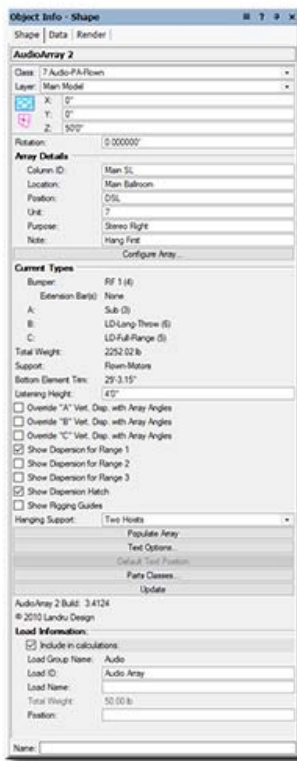 Object Info - Shape
Shape Data Render
AudioArray 2
Class: 7 Audio-PA-Flown
Layer: Main Model
X: 0"
Y: 0"
Z: 50'0"
Rotation: 0.000000°
Array Details
Column ID: Main SL
Location: Main Ballroom
Position: DSL
Unit: 7
Purpose: Stereo Right
Note: Hang First
Configure Array...
Current Types
Bumper: RF 1 (4)
Extension Bar(s): None
A: Sub (3)
B: LD-Long-Throw (6)
C: LD-Full-Range (5)
Total Weight: 2252.02 lb
Support: Flown-Motors
Bottom Element Trim: 29'-3.15"
Listening Height: 4'0"
Override "A" Vert. Disp. with Array Angles
Override "B" Vert. Disp. with Array Angles
Override "C" Vert. Disp. with Array Angles
Show Dispersion for Range 1
Show Dispersion for Range 2
Show Dispersion for Range 3
Show Dispersion Hatch
Show Rigging Guides
Hanging Support: Two Hoists
Populate Array
Text Options...
Default Text Position
Parts Classes...
Update
AudioArray 2 Build: 3.4124
© 2010 Landru Design
Load Information:
Include in calculations
Load Group Name: Audio
Load ID: Audio Array
Load Name:
Total Weight: 50.00 lb
Position:
Name: